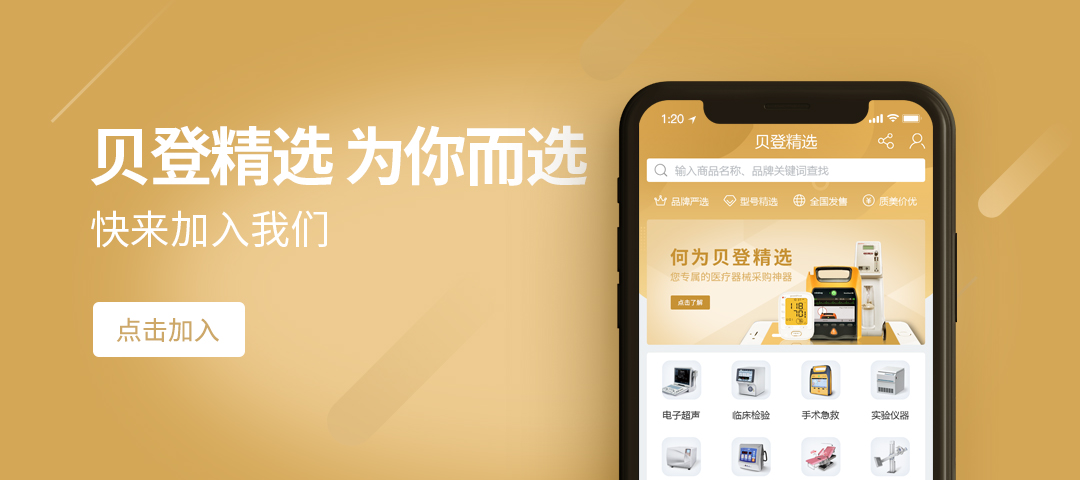 贝登精选 为你而选
快来加入我们
点击加入
1:20
贝登精选
输入商品名称、品牌关键词查找
品牌严选 型号精选 全国发售 质美价优
何为贝登精选
您专属的医疗器械采购神器
点击了解
118
70
电子超声 临床检验 手术急救 实验仪器